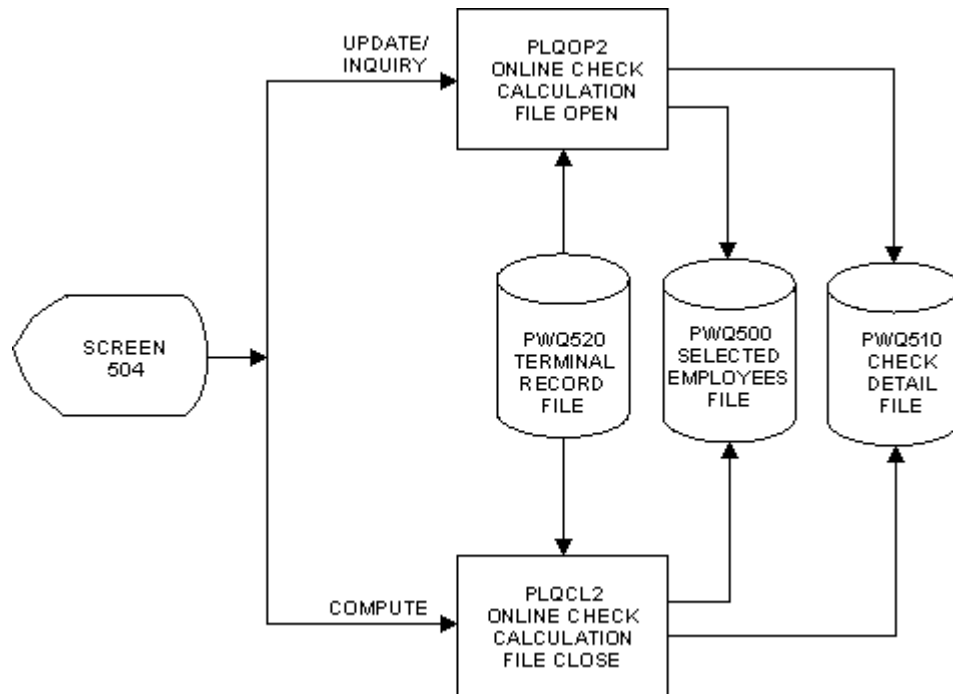 UPDATE/
INQUIRY
PLQOP2
ONLINE CHECK
CALCULATION
FILE OPEN
SCREEN
504
PWQ520
TERMINAL
RECORD
FILE
PWQ500
SELECTED
EMPLOYEES
FILE
PWQ510
CHECK
DETAIL
FILE
COMPUTE
PLQCL2
ONLINE CHECK
CALCULATION
FILE CLOSE